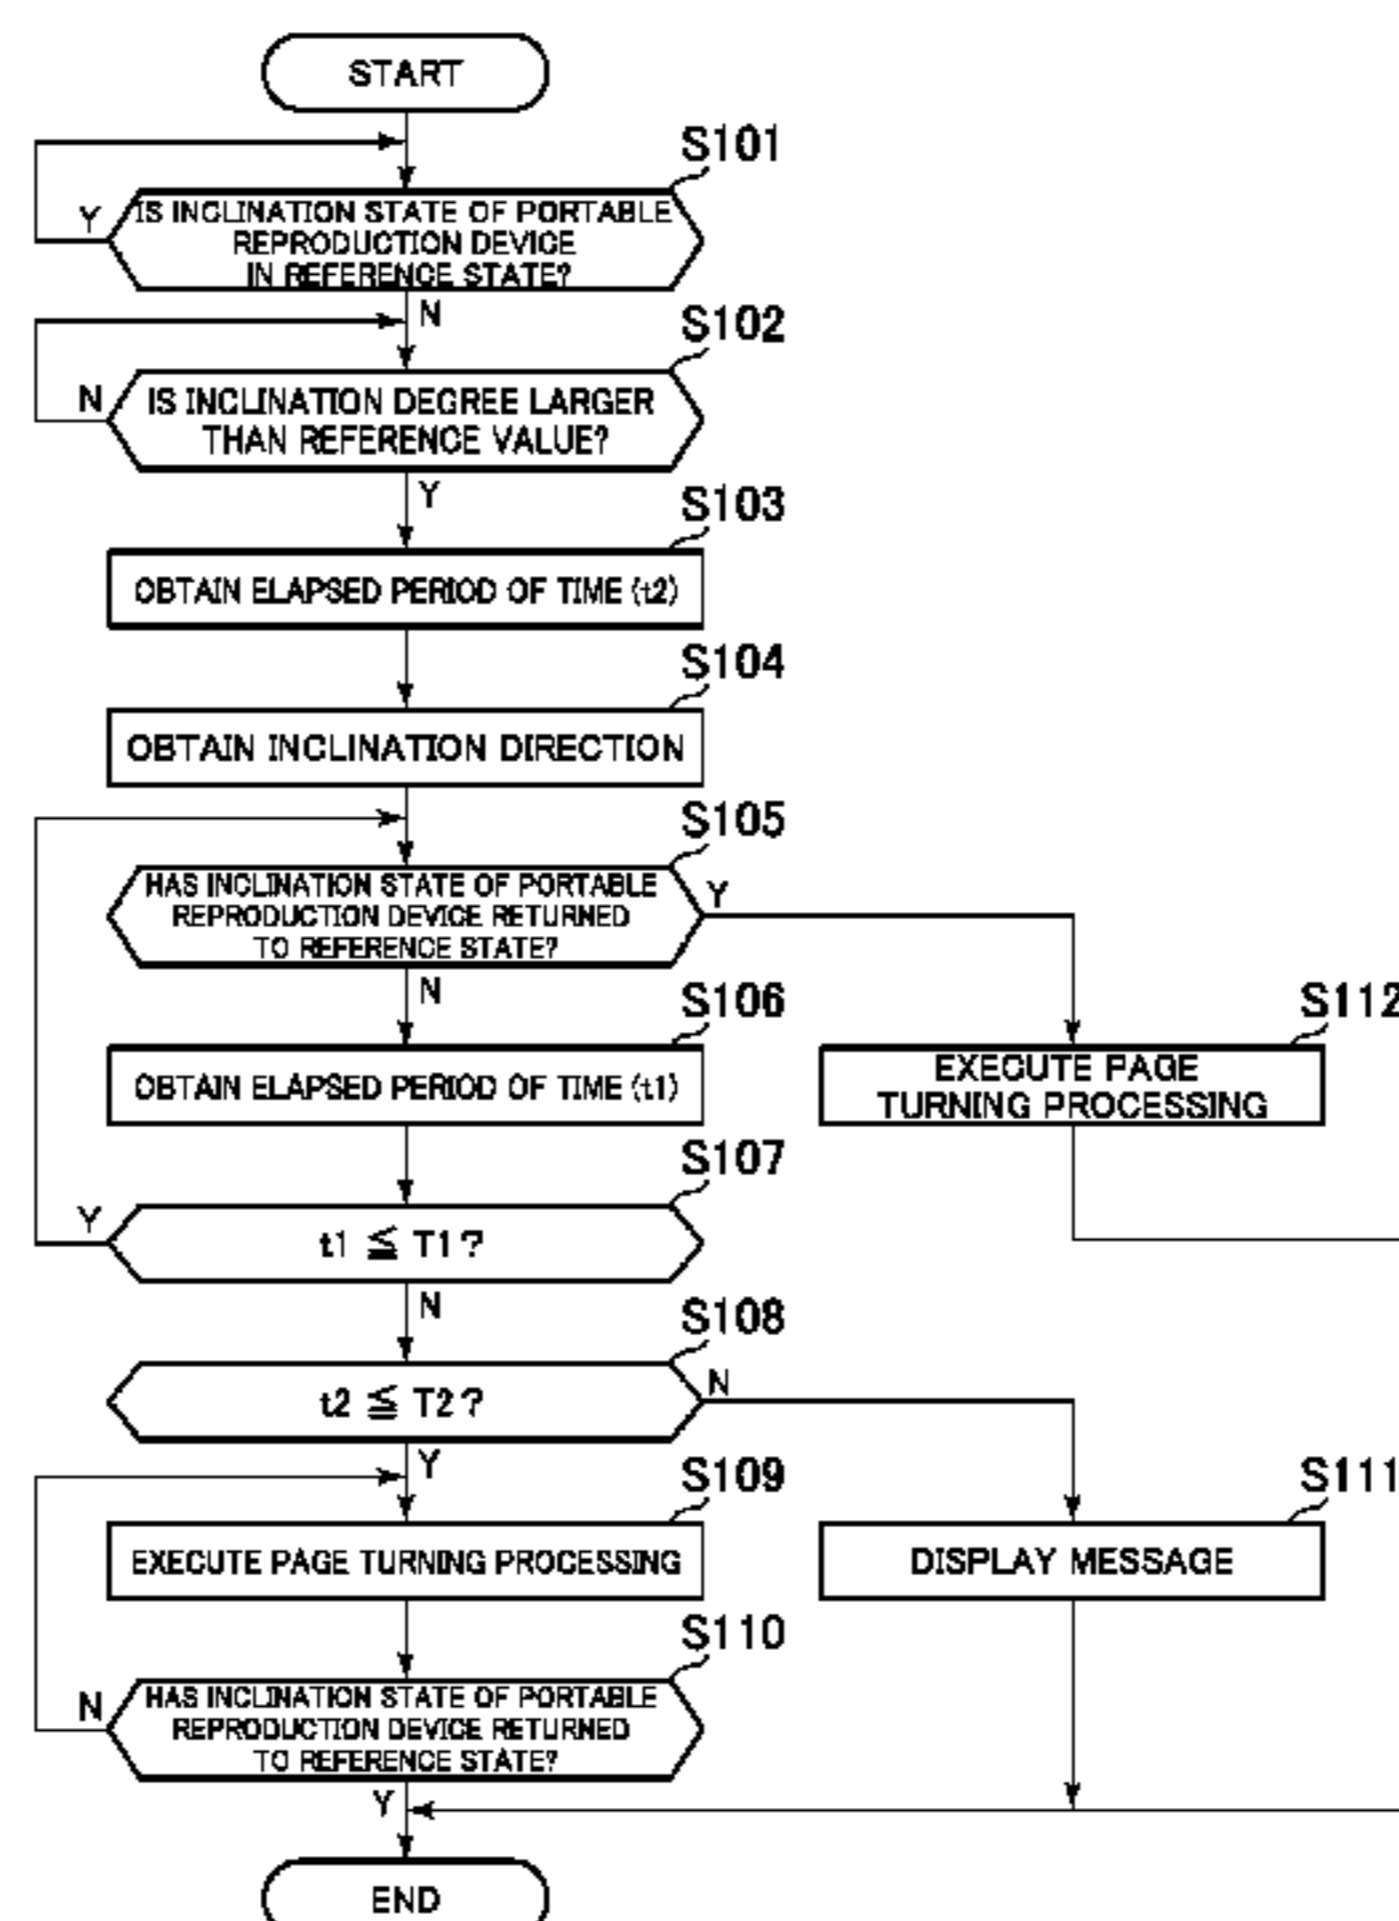 START
S101
IS INCLINATION STATE OF PORTABLE
REPRODUCTION DEVICE
IN REFERENCE STATE?
Y
N
S102
IS INCLINATION DEGREE LARGER
THAN REFERENCE VALUE?
N
Y
S103
OBTAIN ELAPSED PERIOD OF TIME (t2)
S104
OBTAIN INCLINATION DIRECTION
S105
HAS INCLINATION STATE OF PORTABLE
REPRODUCTION DEVICE RETURNED
TO REFERENCE STATE?
Y
N
S106
OBTAIN ELAPSED PERIOD OF TIME (t1)
S112
EXECUTE PAGE
TURNING PROCESSING
S107
t1 ≦ T1?
Y
N
S108
t2 ≦ T2?
N
Y
S109
EXECUTE PAGE TURNING PROCESSING
S111
DISPLAY MESSAGE
S110
HAS INCLINATION STATE OF PORTABLE
REPRODUCTION DEVICE RETURNED
TO REFERENCE STATE?
N
Y
END